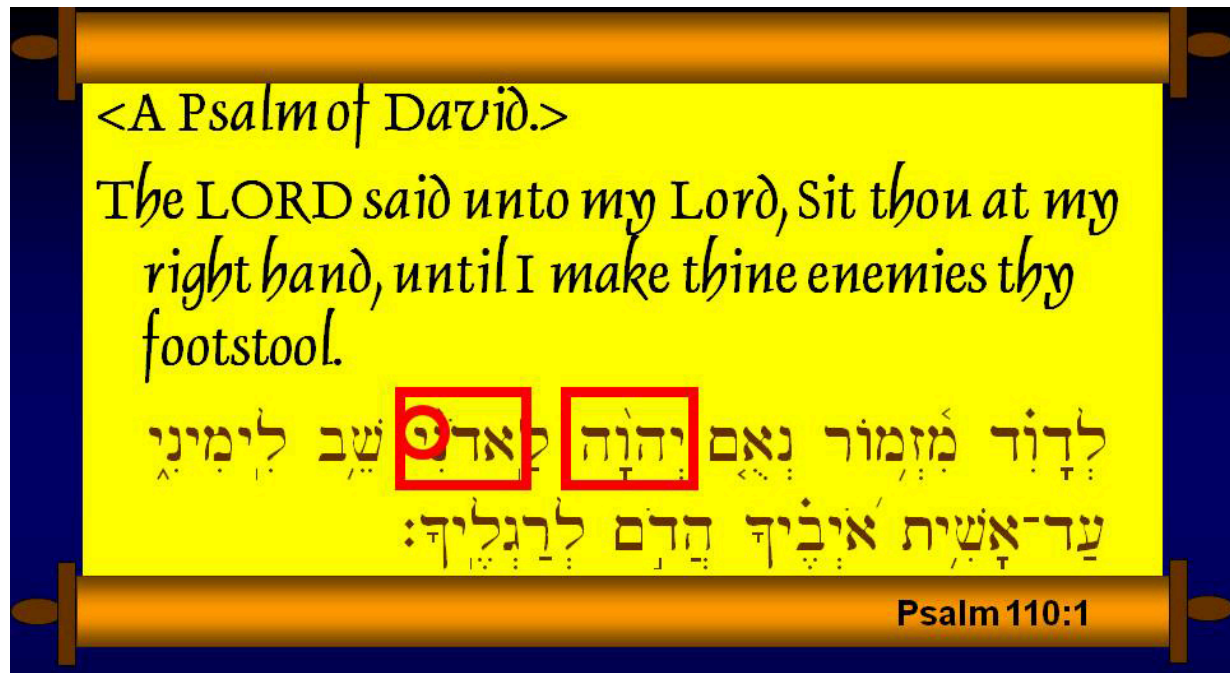 <A Psalm of David.>
The LORD said unto my Lord, Sit thou at my
right hand, until I make thine enemies thy
footstool.
לְדָוִ֗ד מִ֫זְמ֥וֹר נְאֻ֤ם יְהוָ֨ה לַֽאדֹנִ֗י שֵׁ֥ב לִֽימִינִ֑י
עַד־אָשִׁ֥ית אֹ֝יְבֶ֗יךָ הֲדֹ֣ם לְרַגְלֶֽיךָ׃
Psalm 110:1